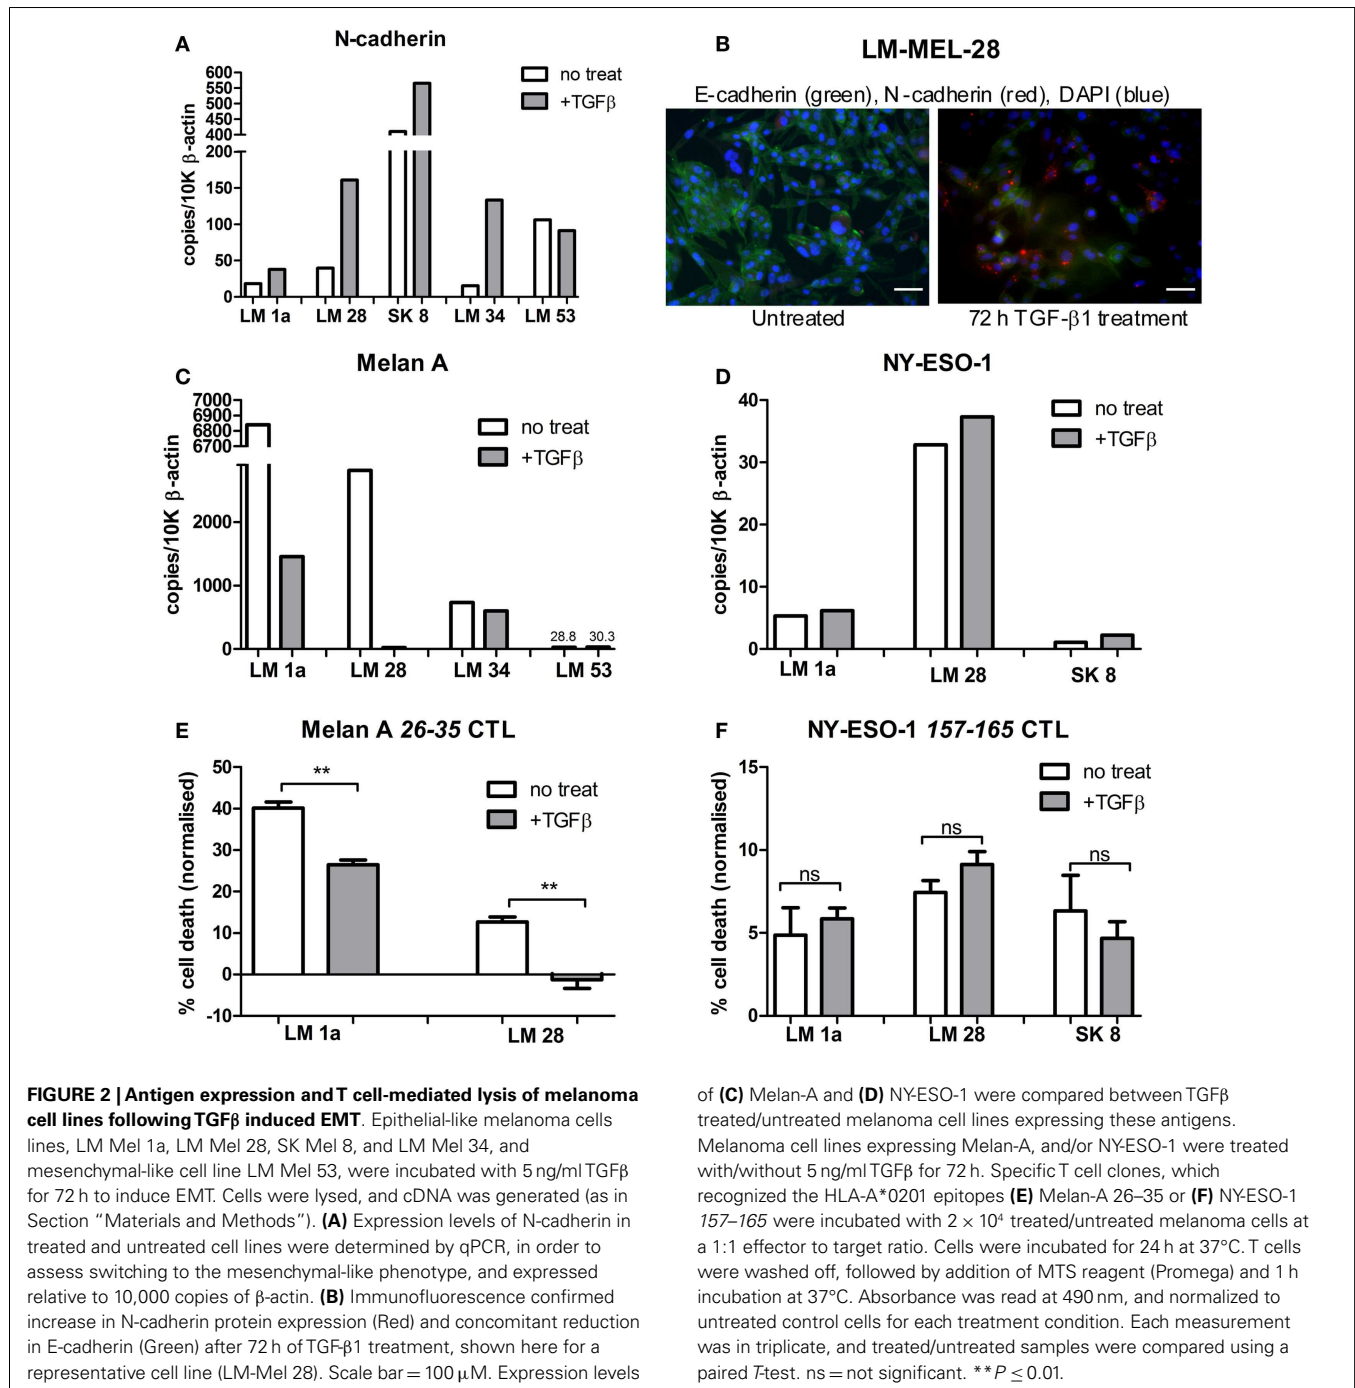 A
N-cadherin
600
550
500
450
400
200
150
100
50
0
copies/10K β-actin
no treat
+TGFβ
LM 1a LM 28 SK 8 LM 34 LM 53
B
LM-MEL-28
E-cadherin (green), N-cadherin (red), DAPI (blue)
Untreated 72 h TGF-β1 treatment
C
Melan A
7000
6900
6800
6700
2000
1000
0
copies/10K β-actin
no treat
+TGFβ
28.8 30.3
LM 1a LM 28 LM 34 LM 53
D
NY-ESO-1
40
30
20
10
0
copies/10K β-actin
no treat
+TGFβ
LM 1a LM 28 SK 8
E
Melan A 26-35 CTL
50
40
30
20
10
0
-10
% cell death (normalised)
no treat
+TGFβ
**
**
LM 1a LM 28
F
NY-ESO-1 157-165 CTL
15
10
5
0
% cell death (normalised)
no treat
+TGFβ
ns
ns
ns
LM 1a LM 28 SK 8
FIGURE 2 | Antigen expression and T cell-mediated lysis of melanoma
cell lines following TGFβ induced EMT. Epithelial-like melanoma cells
lines, LM Mel 1a, LM Mel 28, SK Mel 8, and LM Mel 34, and
mesenchymal-like cell line LM Mel 53, were incubated with 5 ng/ml TGFβ
for 72 h to induce EMT. Cells were lysed, and cDNA was generated (as in
Section “Materials and Methods”). (A) Expression levels of N-cadherin in
treated and untreated cell lines were determined by qPCR, in order to
assess switching to the mesenchymal-like phenotype, and expressed
relative to 10,000 copies of β-actin. (B) Immunofluorescence confirmed
increase in N-cadherin protein expression (Red) and concomitant reduction
in E-cadherin (Green) after 72 h of TGF-β1 treatment, shown here for a
representative cell line (LM-Mel 28). Scale bar = 100 μM. Expression levels
of (C) Melan-A and (D) NY-ESO-1 were compared between TGFβ
treated/untreated melanoma cell lines expressing these antigens.
Melanoma cell lines expressing Melan-A, and/or NY-ESO-1 were treated
with/without 5 ng/ml TGFβ for 72 h. Specific T cell clones, which
recognized the HLA-A*0201 epitopes (E) Melan-A 26–35 or (F) NY-ESO-1
157–165 were incubated with 2 × 10⁴ treated/untreated melanoma cells at
a 1:1 effector to target ratio. Cells were incubated for 24 h at 37°C. T cells
were washed off, followed by addition of MTS reagent (Promega) and 1 h
incubation at 37°C. Absorbance was read at 490 nm, and normalized to
untreated control cells for each treatment condition. Each measurement
was in triplicate, and treated/untreated samples were compared using a
paired T-test. ns = not significant. **P ≤ 0.01.